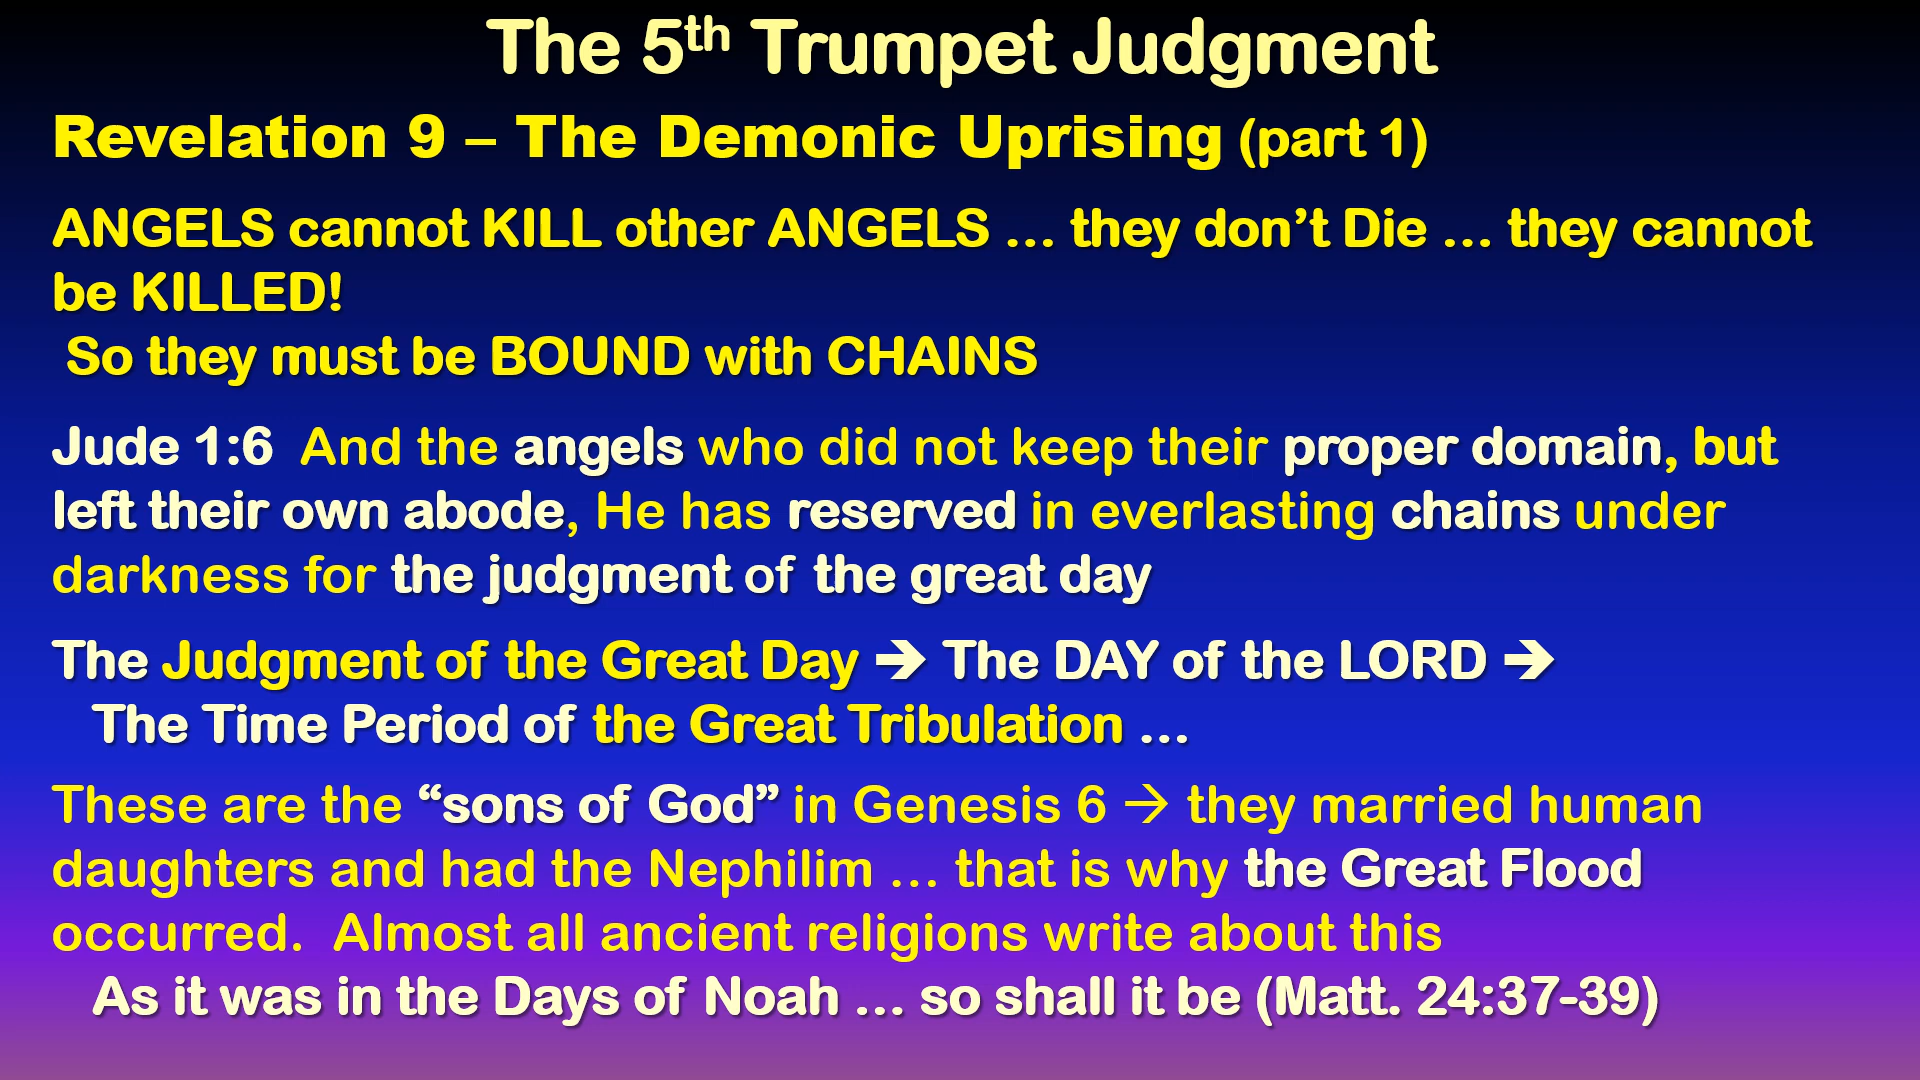 The 5th Trumpet Judgment
Revelation 9 – The Demonic Uprising (part 1)
ANGELS cannot KILL other ANGELS … they don’t Die … they cannot
be KILLED!
So they must be BOUND with CHAINS
Jude 1:6 And the angels who did not keep their proper domain, but
left their own abode, He has reserved in everlasting chains under
darkness for the judgment of the great day
The Judgment of the Great Day ➔ The DAY of the LORD ➔
The Time Period of the Great Tribulation …
These are the “sons of God” in Genesis 6 → they married human
daughters and had the Nephilim … that is why the Great Flood
occurred. Almost all ancient religions write about this
As it was in the Days of Noah … so shall it be (Matt. 24:37-39)